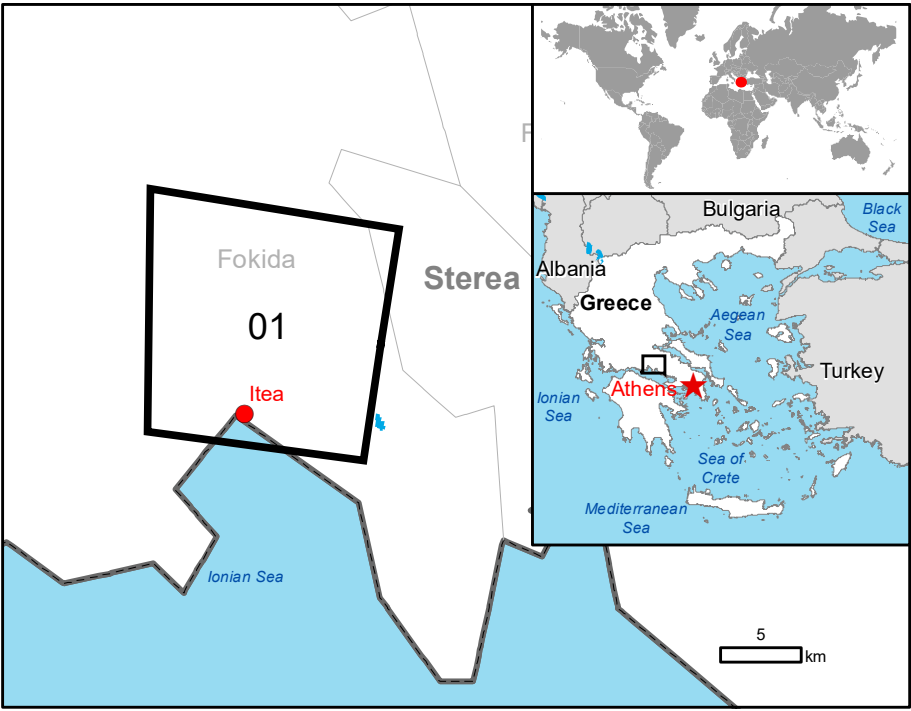 F
Fokida
Sterea
01
Itea
Ionian Sea
5
km
Bulgaria
Black
Sea
Albania
Greece
Aegean
Sea
Turkey
Athens
Ionian
Sea
Sea of
Crete
Mediterranean
Sea